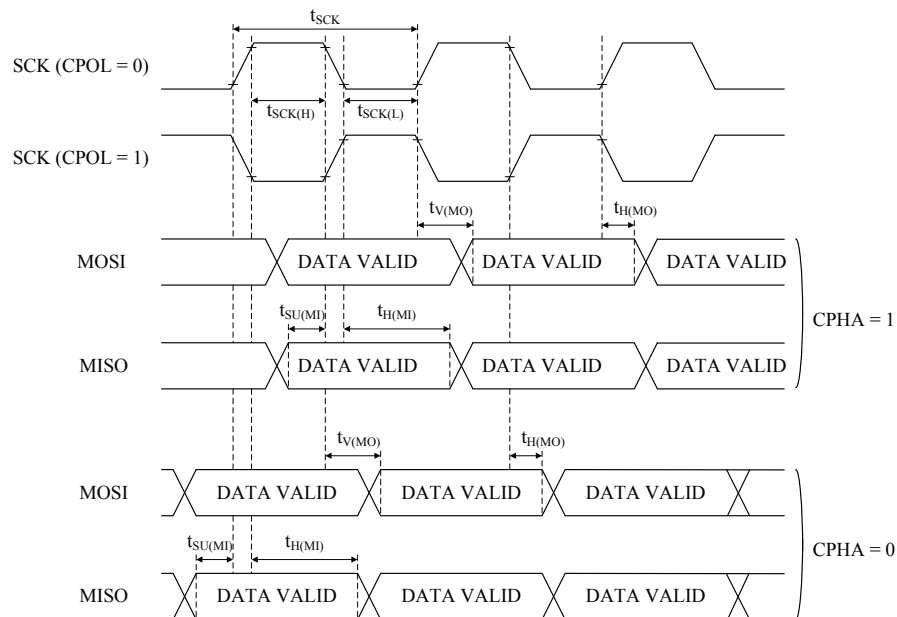 tSCK
SCK (CPOL = 0)
tSCK(H) tSCK(L)
SCK (CPOL = 1)
tV(MO) tH(MO)
MOSI DATA VALID DATA VALID DATA VALID
tSU(MI) tH(MI)
CPHA = 1
MISO DATA VALID DATA VALID DATA VALID
tV(MO) tH(MO)
MOSI DATA VALID DATA VALID DATA VALID
tSU(MI) tH(MI)
CPHA = 0
MISO DATA VALID DATA VALID DATA VALID